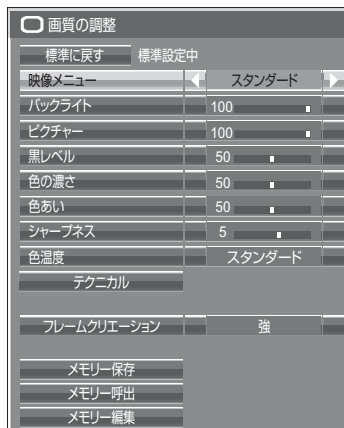 画質の調整
標準に戻す 標準設定中
映像メニュー スタンダード
バックライト 100
ピクチャー 100
黒レベル 50
色の濃さ 50
色あい 50
シャープネス 5
色温度 スタンダード
テクニカル
フレームクリエーション 強
メモリー保存
メモリー呼出
メモリー編集